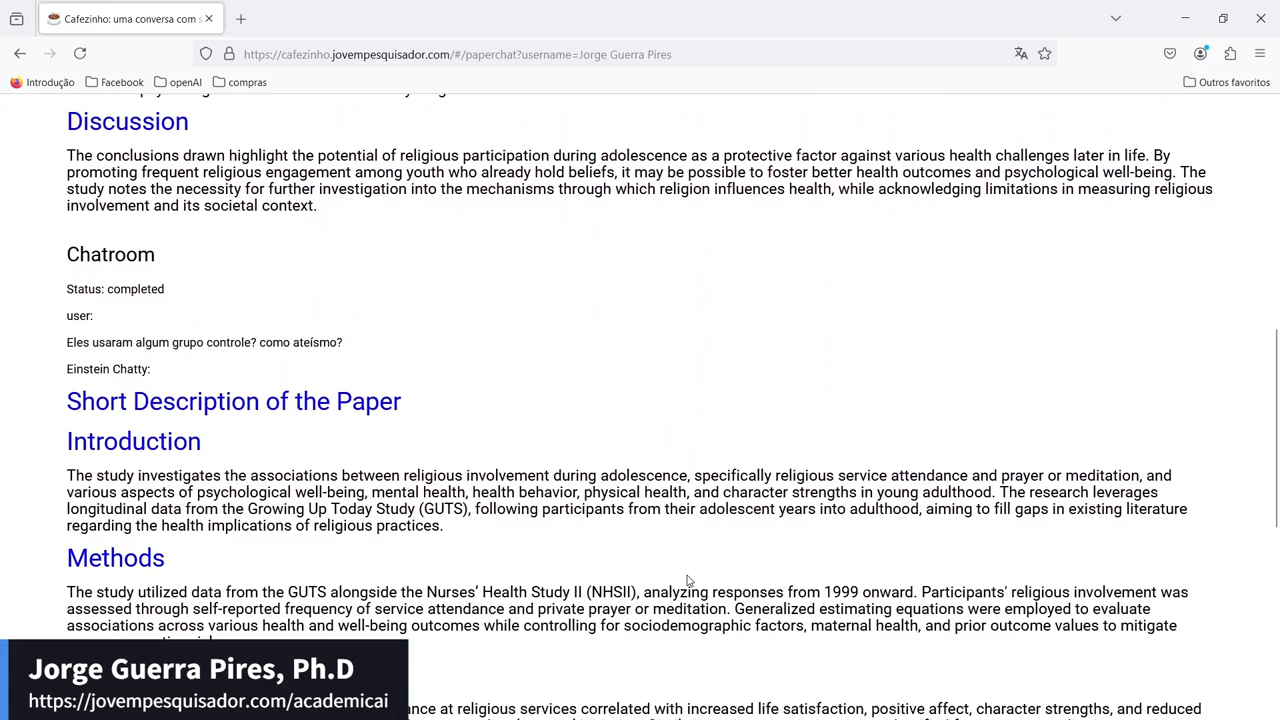 Cafezinho: uma conversa com s
https://cafezinho.jovempesquisador.com/#/paperchat?username=Jorge Guerra Pires
Introdução Facebook openAI compras Outros favoritos
Discussion
The conclusions drawn highlight the potential of religious participation during adolescence as a protective factor against various health challenges later in life. By
promoting frequent religious engagement among youth who already hold beliefs, it may be possible to foster better health outcomes and psychological well-being. The
study notes the necessity for further investigation into the mechanisms through which religion influences health, while acknowledging limitations in measuring religious
involvement and its societal context.
Chatroom
Status: completed
user:
Eles usaram algum grupo controle? como ateísmo?
Einstein Chatty:
Short Description of the Paper
Introduction
The study investigates the associations between religious involvement during adolescence, specifically religious service attendance and prayer or meditation, and
various aspects of psychological well-being, mental health, health behavior, physical health, and character strengths in young adulthood. The research leverages
longitudinal data from the Growing Up Today Study (GUTS), following participants from their adolescent years into adulthood, aiming to fill gaps in existing literature
regarding the health implications of religious practices.
Methods
The study utilized data from the GUTS alongside the Nurses’ Health Study II (NHSII), analyzing responses from 1999 onward. Participants' religious involvement was
assessed through self-reported frequency of service attendance and private prayer or meditation. Generalized estimating equations were employed to evaluate
associations across various health and well-being outcomes while controlling for sociodemographic factors, maternal health, and prior outcome values to mitigate
Jorge Guerra Pires, Ph.D
https://jovempesquisador.com/academicai
at religious services correlated with increased life satisfaction, positive affect, character strengths, and reduced